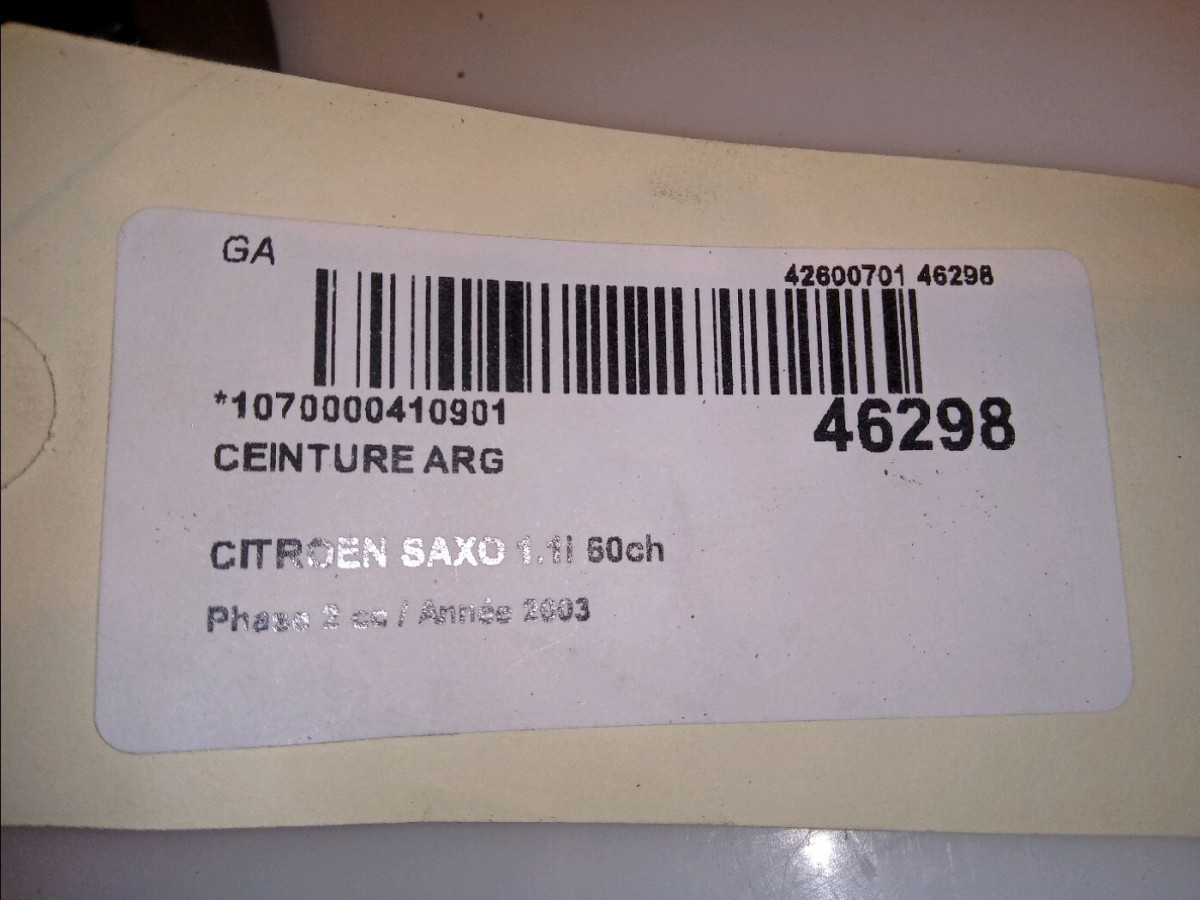 GA
42600701 46298
*1070000410901
46298
CEINTURE ARG
CITROEN SAXO 1.1i 60ch
Phase 2 cc / Année 2003